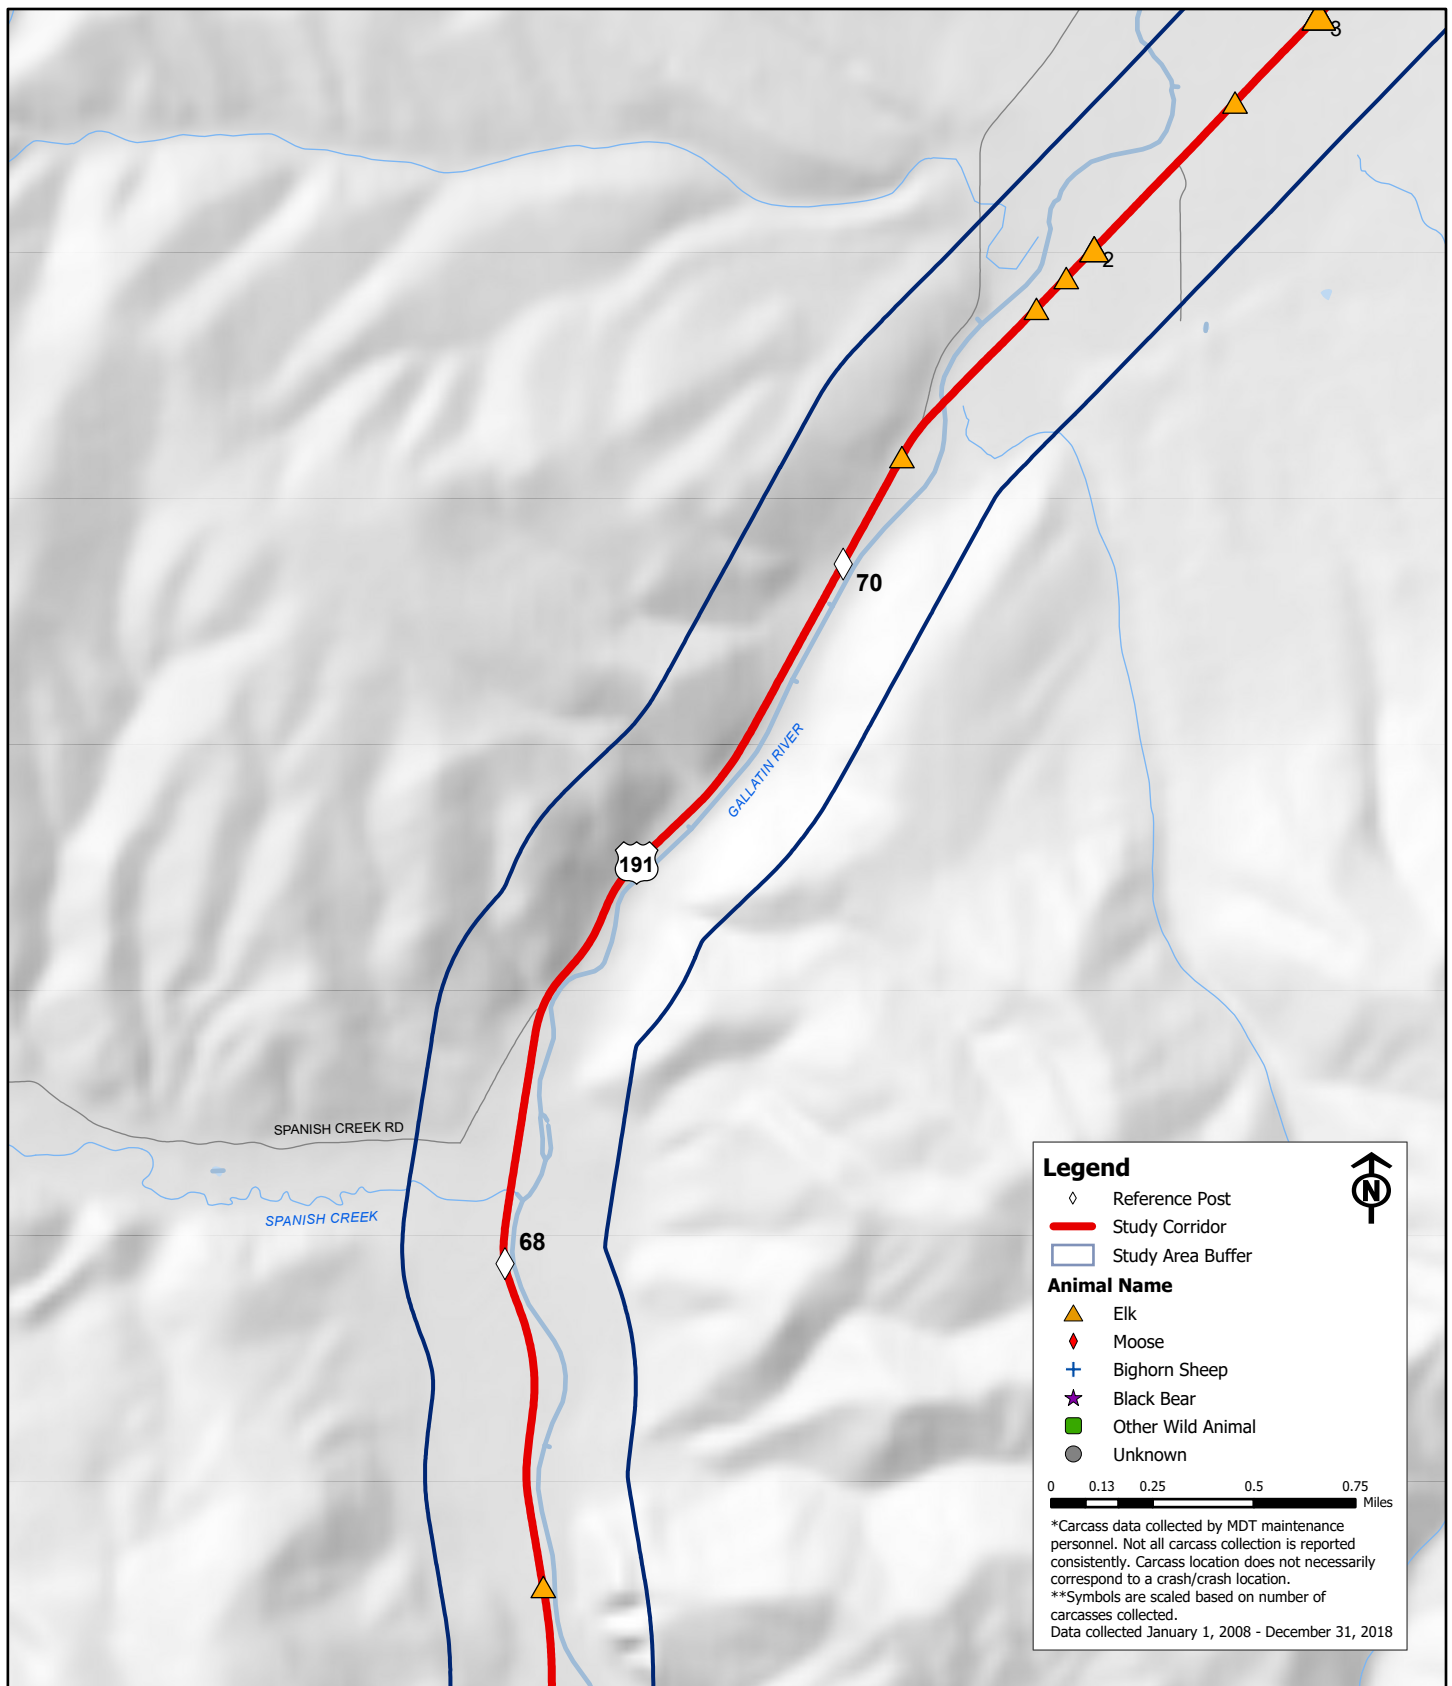 3
2
70
GALLATIN RIVER
191
SPANISH CREEK RD
SPANISH CREEK
68
Legend
N
Reference Post
Study Corridor
Study Area Buffer
Animal Name
Elk
Moose
Bighorn Sheep
Black Bear
Other Wild Animal
Unknown
0 0.13 0.25 0.5 0.75
Miles
*Carcass data collected by MDT maintenance
personnel. Not all carcass collection is reported
consistently. Carcass location does not necessarily
correspond to a crash/crash location.
**Symbols are scaled based on number of
carcasses collected.
Data collected January 1, 2008 - December 31, 2018